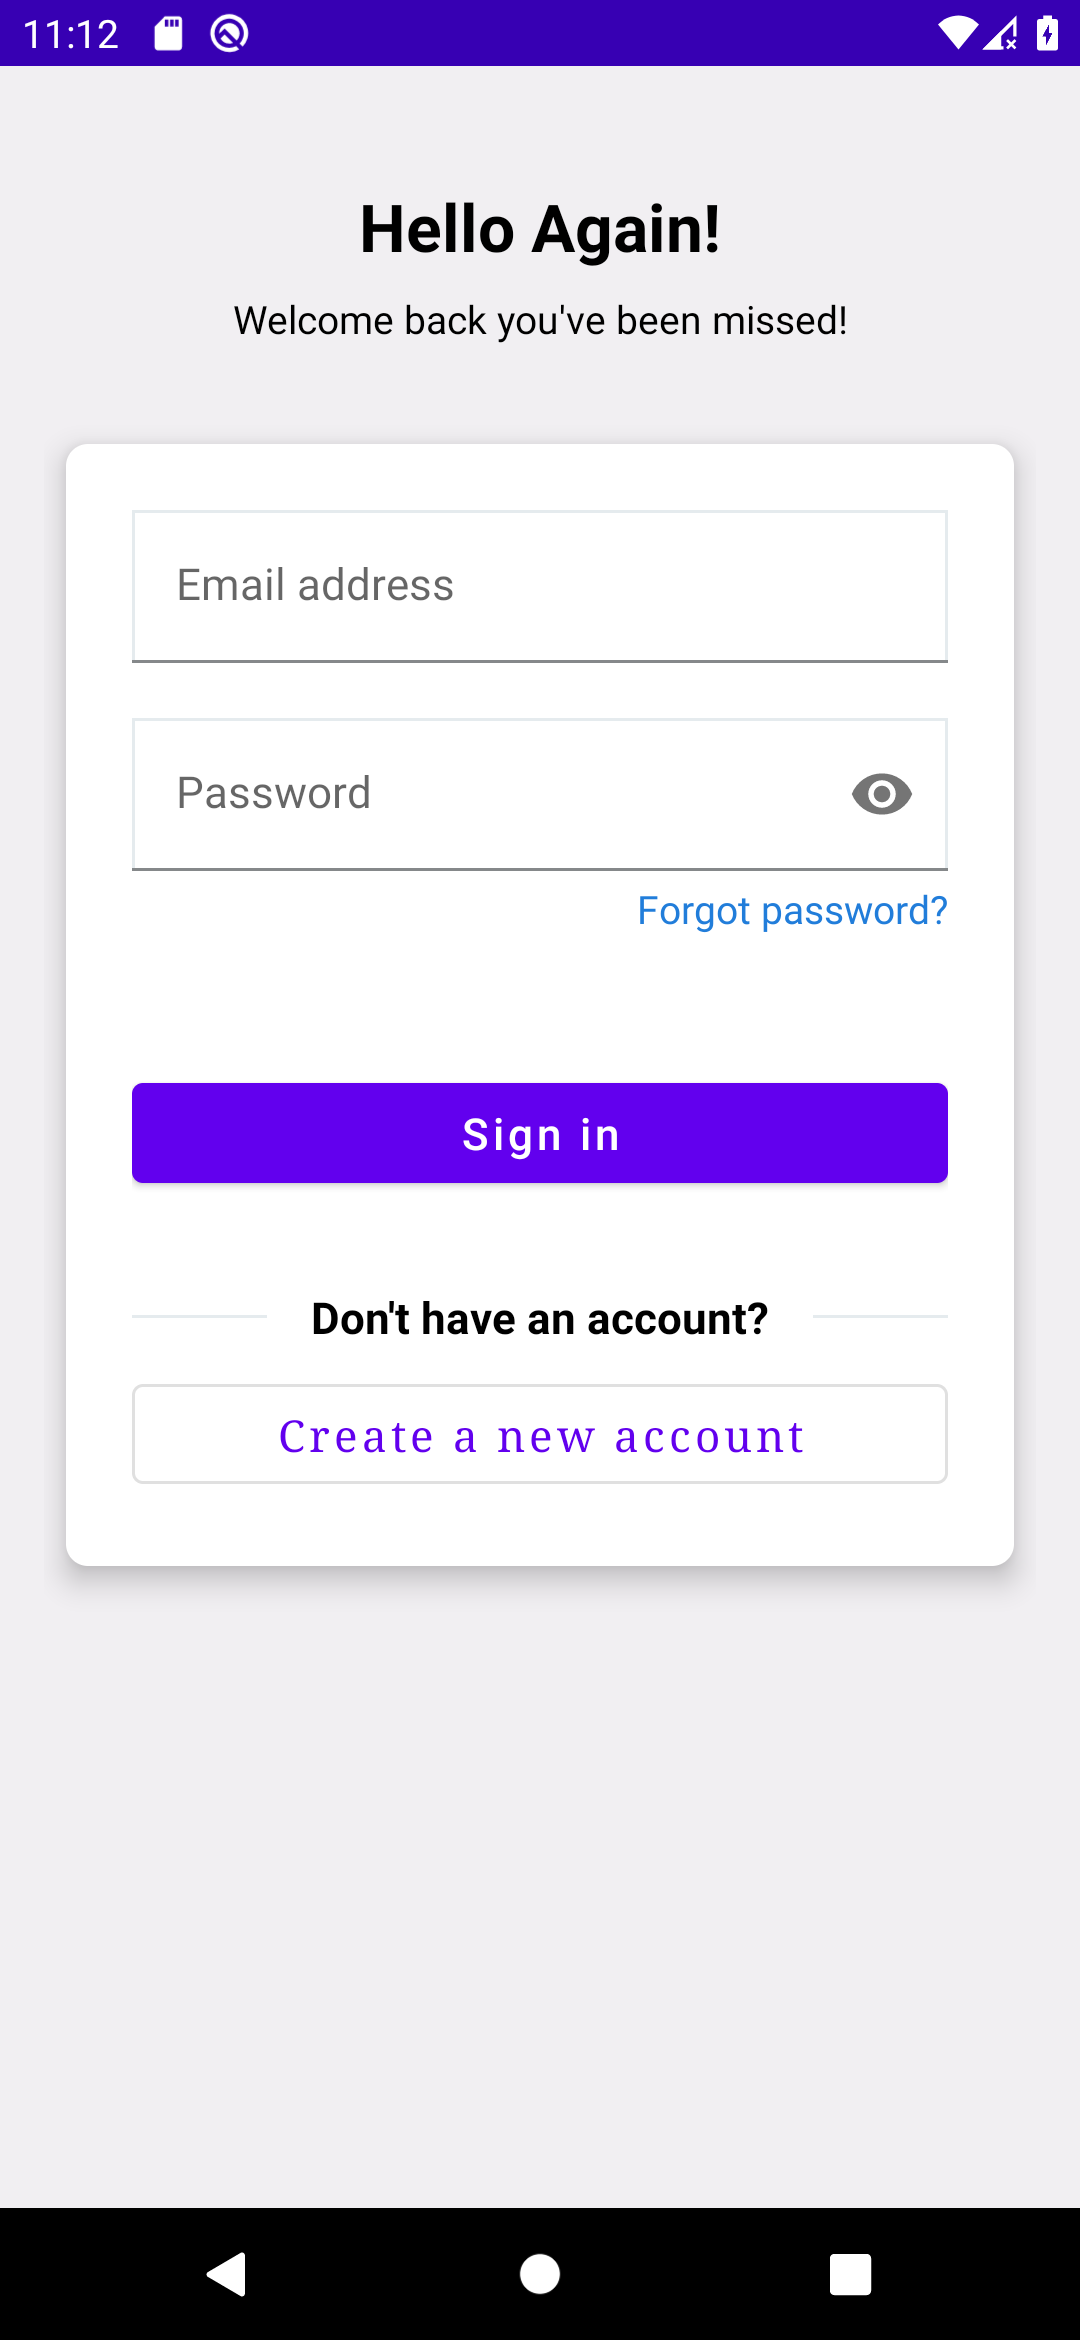 11:12
Hello Again!
Welcome back you've been missed!
Email address
Password
Forgot password?
Sign in
Don't have an account?
Create a new account